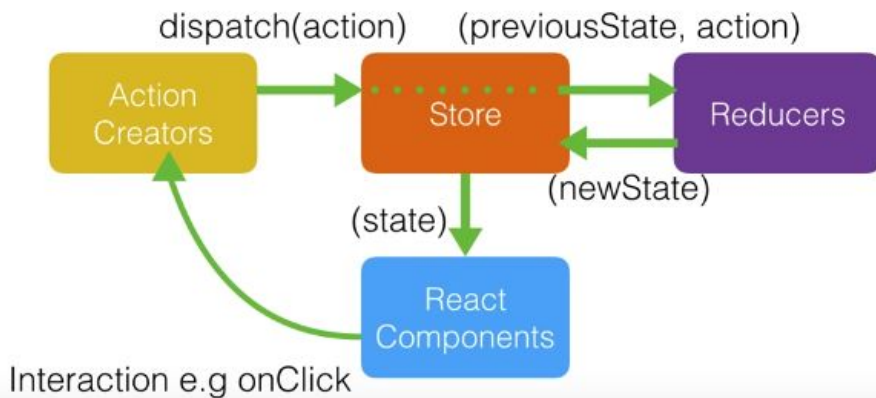 dispatch(action)
(previousState, action)
Action
Creators
Store
Reducers
(newState)
(state)
React
Components
Interaction e.g onClick